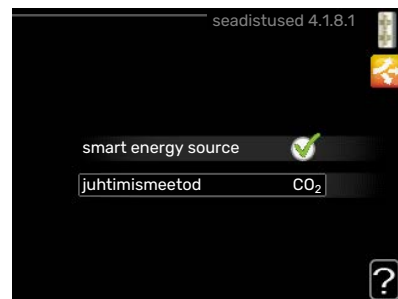 seadistused 4.1.8.1
smart energy source
juhtimismeetod CO₂
?